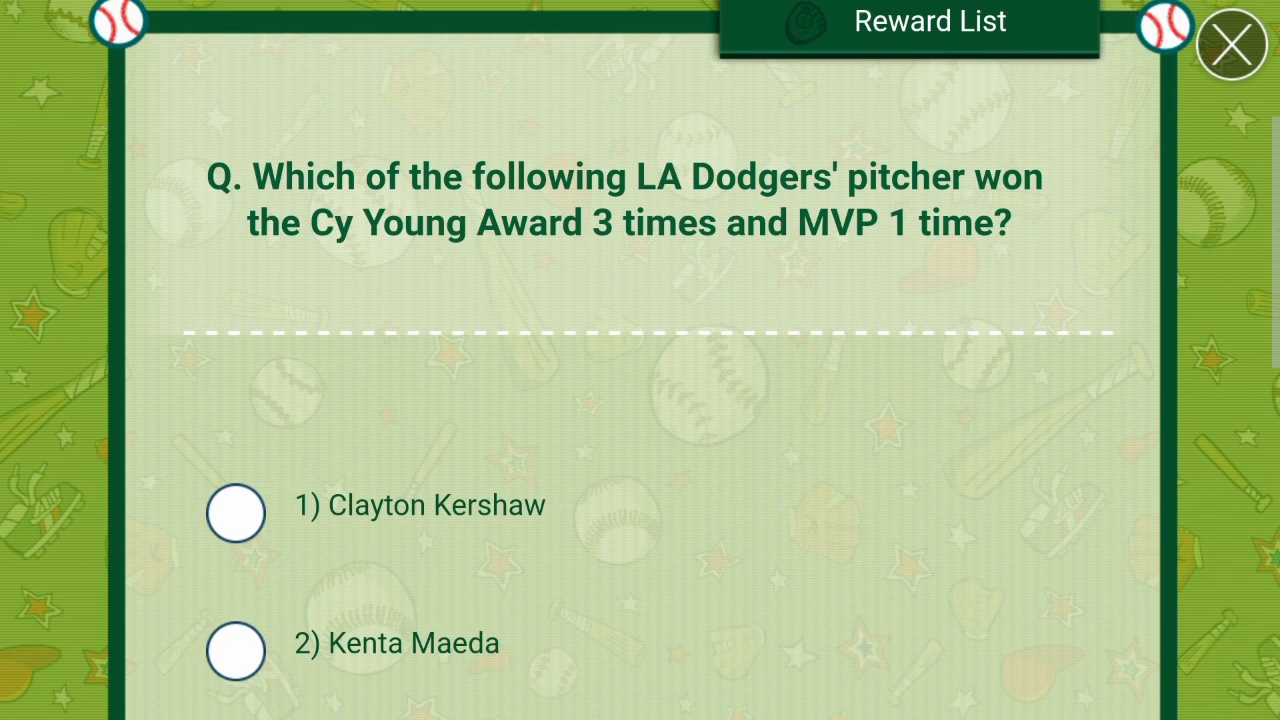 Reward List
Q. Which of the following LA Dodgers' pitcher won
the Cy Young Award 3 times and MVP 1 time?
1) Clayton Kershaw
2) Kenta Maeda